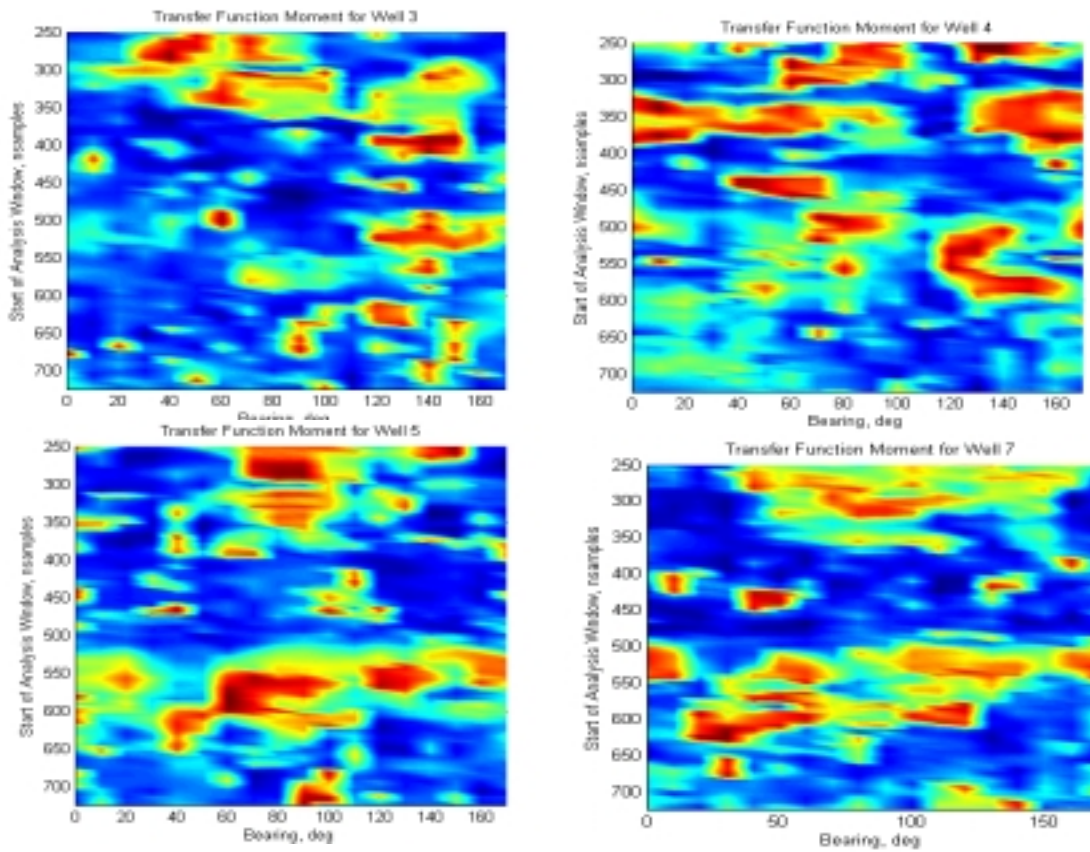 Transfer Function Moment for Well 3
250
300
350
400
450
500
550
600
650
700
Start of Analysis Window, nsamples
0 20 40 60 80 100 120 140 160
Bearing, deg
Transfer Function Moment for Well 4
250
300
350
400
450
500
550
600
650
700
Start of Analysis Window, nsamples
0 20 40 60 80 100 120 140 160
Bearing, deg
Transfer Function Moment for Well 5
250
300
350
400
450
500
550
600
650
700
Start of Analysis Window, nsamples
0 20 40 60 80 100 120 140 160
Bearing, deg
Transfer Function Moment for Well 7
250
300
350
400
450
500
550
600
650
700
Start of Analysis Window, nsamples
0 50 100 150
Bearing, deg